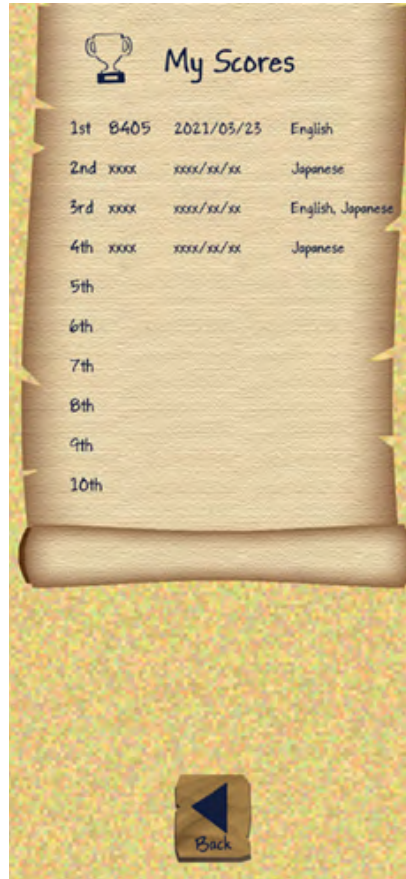 My Scores
1st 8405 2021/03/23 English
2nd xxxx xxxx/xx/xx Japanese
3rd xxxx xxxx/xx/xx English, Japanese
4th xxxx xxxx/xx/xx Japanese
5th
6th
7th
8th
9th
10th
Back